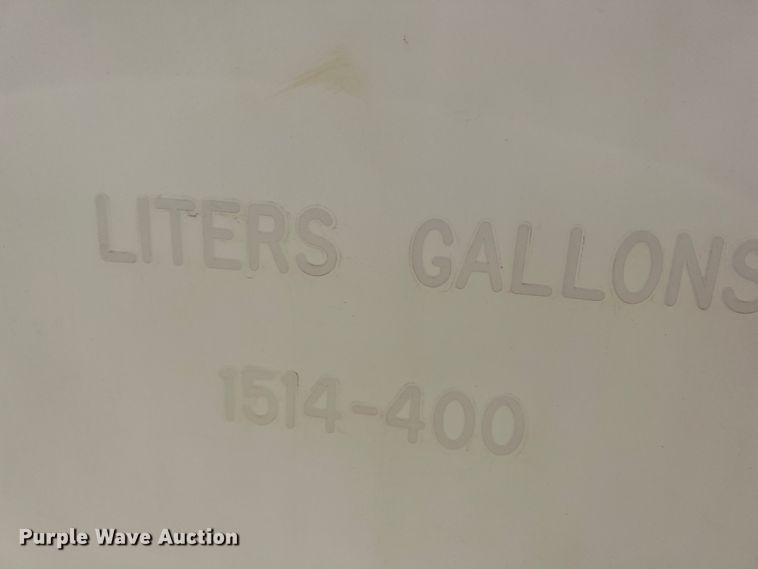 LITERS GALLONS
1514-400
Purple Wave Auction